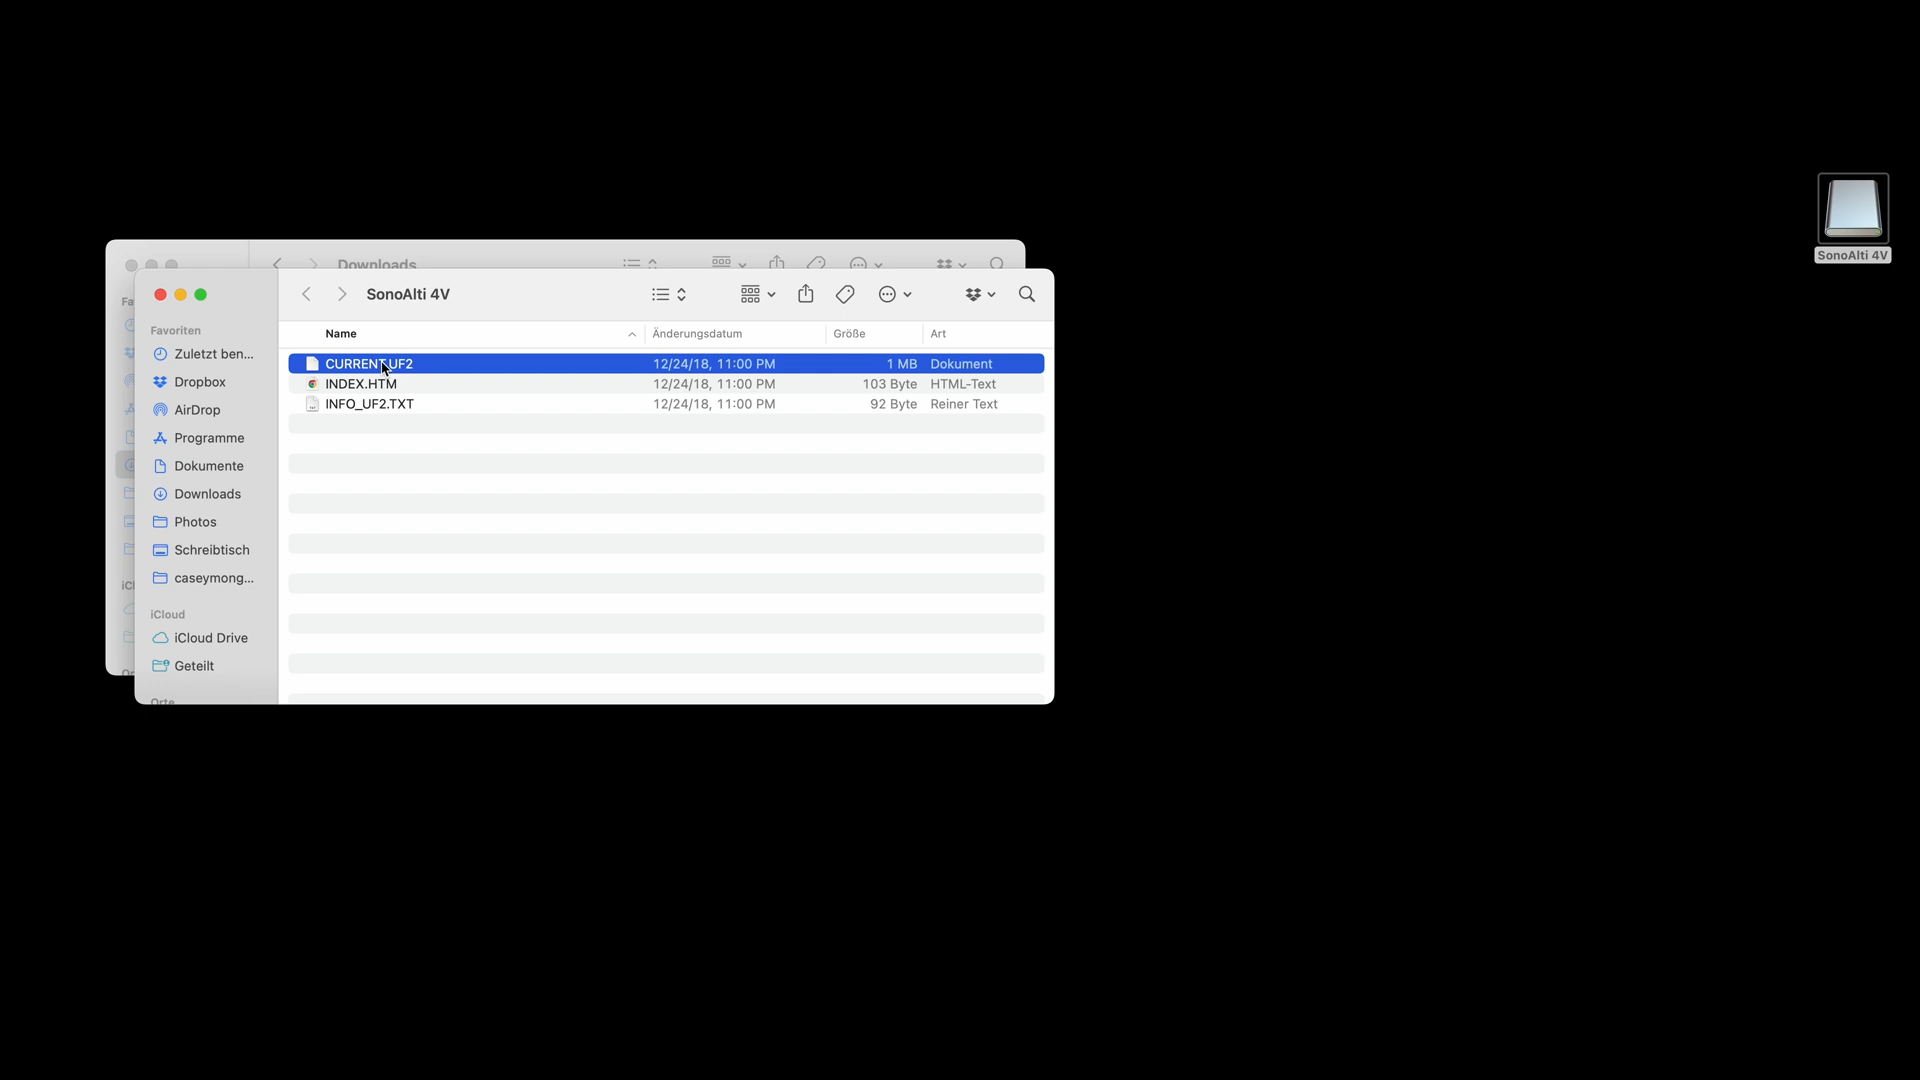 Downloads
Fa
iCl
SonoAlti 4V
Favoriten
Zuletzt ben...
Dropbox
AirDrop
Programme
Dokumente
Downloads
Photos
Schreibtisch
caseymong...
iCloud
iCloud Drive
Geteilt
Orte
Name Änderungsdatum Größe Art
CURRENT.UF2 12/24/18, 11:00 PM 1 MB Dokument
INDEX.HTM 12/24/18, 11:00 PM 103 Byte HTML-Text
INFO_UF2.TXT 12/24/18, 11:00 PM 92 Byte Reiner Text
SonoAlti 4V